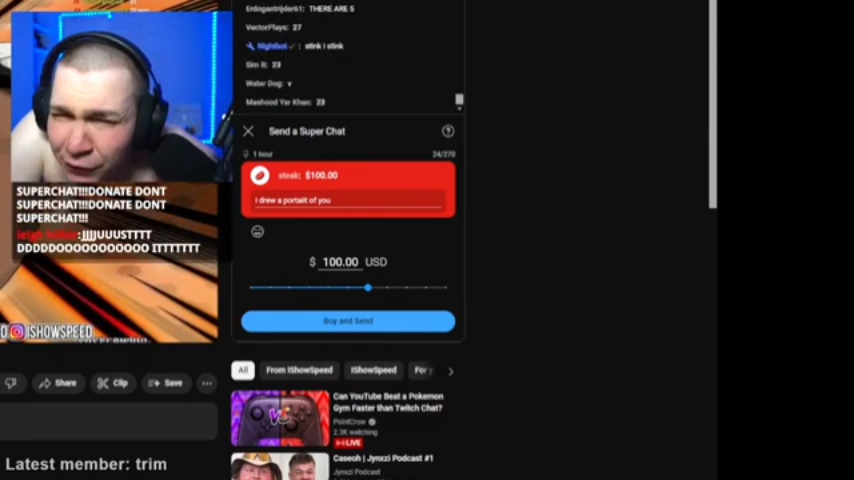 Erdogantrijder61: THERE ARE 5
VectorPlays: 27
Nightbot : stink i stink
Sim B: 23
Water Dog: v
Mashood Yar Khan: 23
Send a Super Chat
1 hour
24/270
steak: $100.00
I drew a portait of you
$ 100.00 USD
Buy and Send
SUPERCHAT!!!DONATE DONT
SUPERCHAT!!!DONATE DONT
SUPERCHAT!!!
:JJJJUUUSTTTT
DDDDDOOOOOOOOOOO ITTTTTTT
D ISHOWSPEED
Share
Clip
Save
Latest member: trim
All
From IShowSpeed
IShowSpeed
For y
VS
Can YouTube Beat a Pokemon
Gym Faster than Twitch Chat?
PointCrow
2.3K watching
LIVE
Caseoh | Jynxzi Podcast #1
Jynxzi Podcast